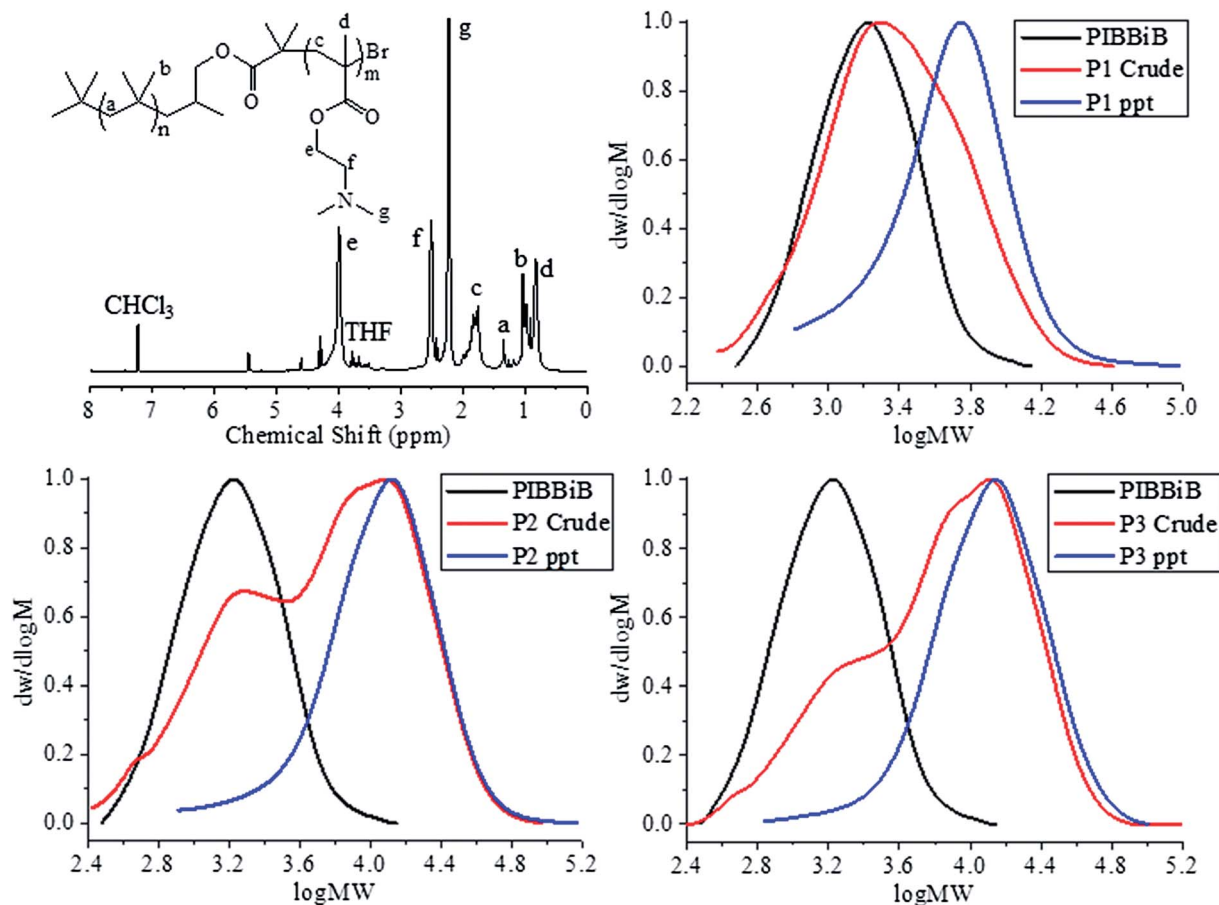 d
c
Br
m
O
O
O
O
b
a
n
e
f
N
g
g
e
f
b
d
c
a
CHCl3
THF
8 7 6 5 4 3 2 1 0
Chemical Shift (ppm)
PIBBiB
P1 Crude
P1 ppt
dw/dlogM
1.0
0.8
0.6
0.4
0.2
0.0
2.2 2.6 3.0 3.4 3.8 4.2 4.6 5.0
logMW
PIBBiB
P2 Crude
P2 ppt
dw/dlogM
1.0
0.8
0.6
0.4
0.2
0.0
2.4 2.8 3.2 3.6 4.0 4.4 4.8 5.2
logMW
PIBBiB
P3 Crude
P3 ppt
dw/dlogM
1.0
0.8
0.6
0.4
0.2
0.0
2.4 2.8 3.2 3.6 4.0 4.4 4.8 5.2
logMW